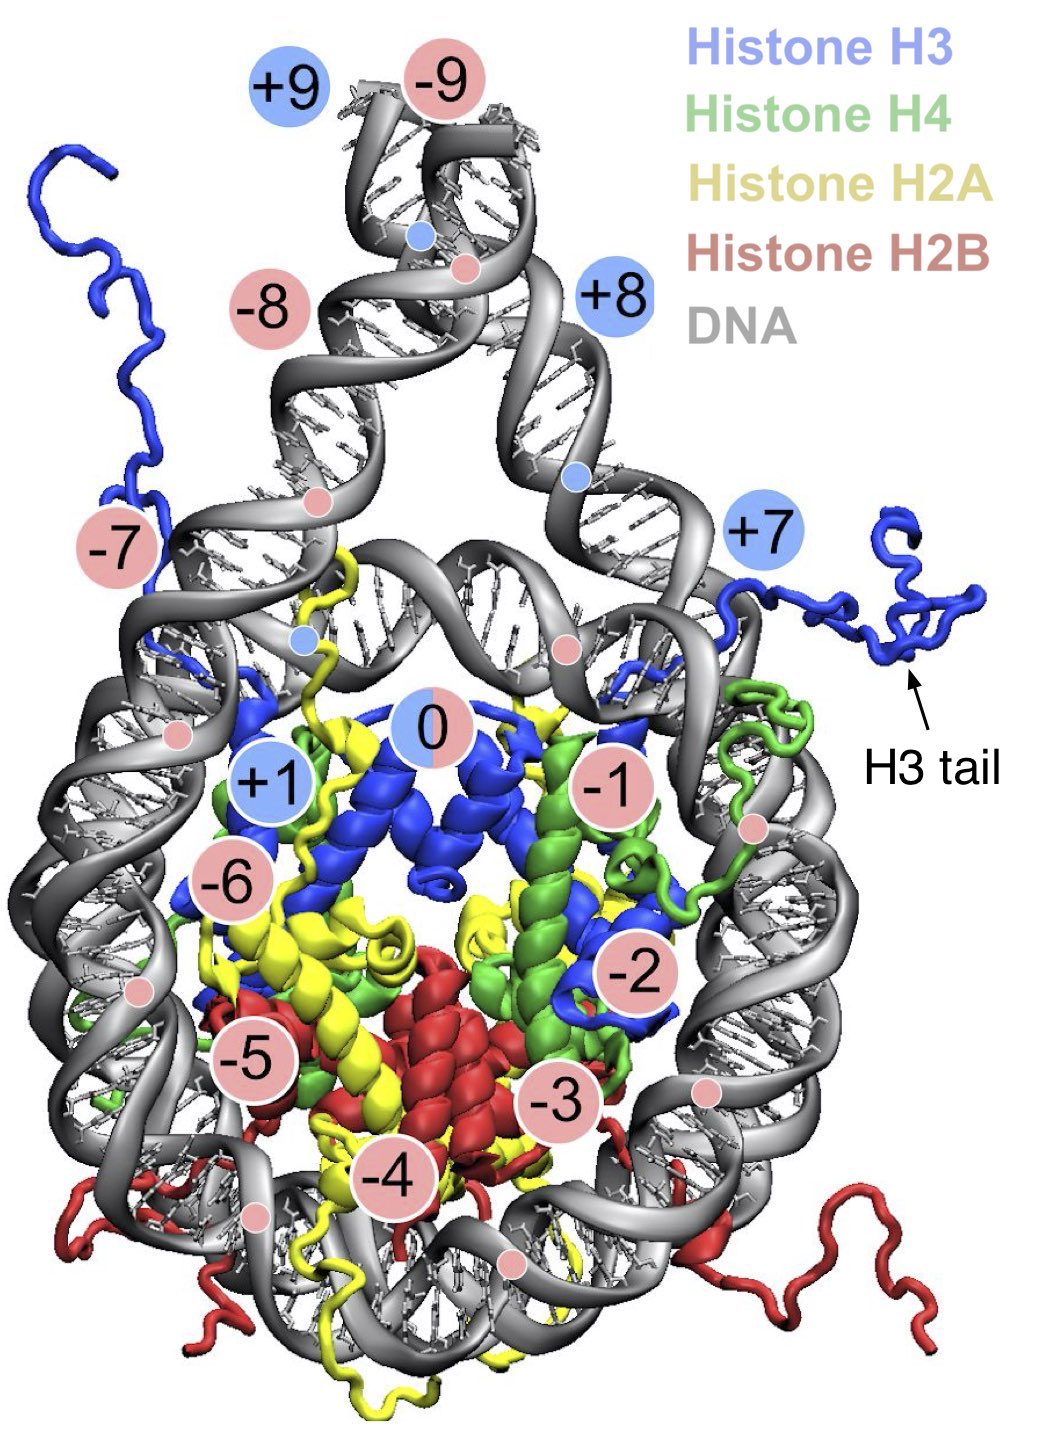 +9
-9
Histone H3
Histone H4
Histone H2A
Histone H2B
DNA
-8
+8
-7
+7
0
+1
-1
H3 tail
-6
-2
-5
-3
-4